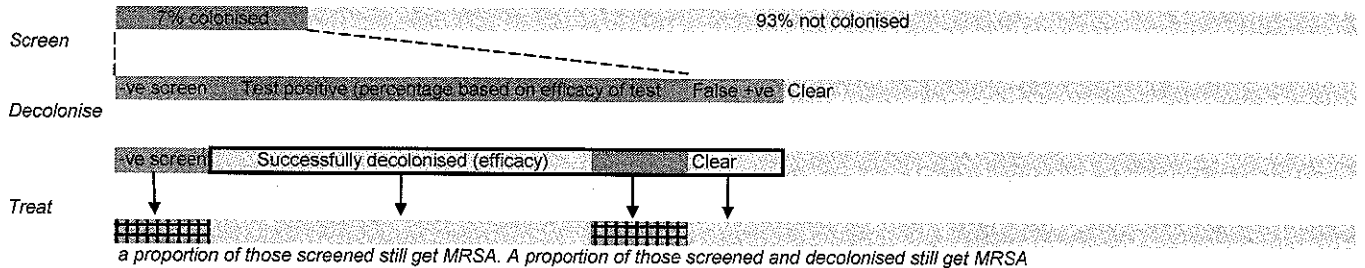 7% colonised 93% not colonised
Screen
-ve screen Test positive (percentage based on efficacy of test False +ve Clear
Decolonise
-ve screen Successfully decolonised (efficacy) Clear
Treat
a proportion of those screened still get MRSA. A proportion of those screened and decolonised still get MRSA